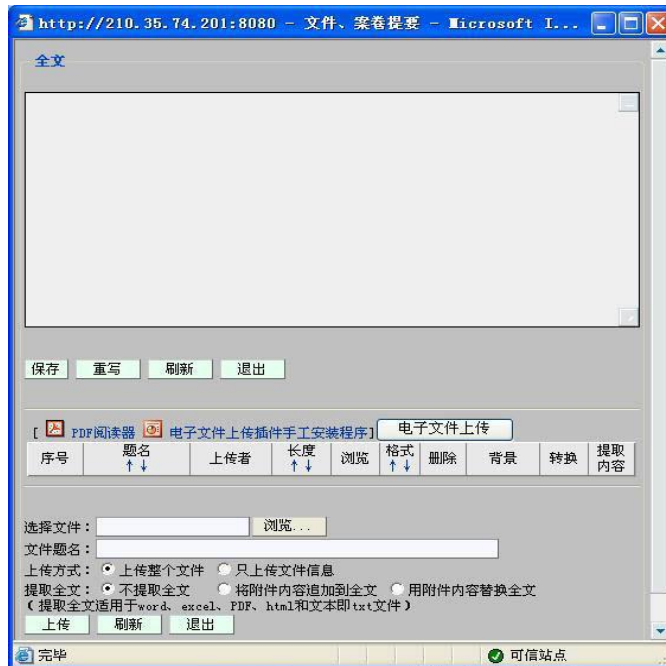 http://210.35.74.201:8080 - 文件、案卷提要 - Microsoft I...
全文
保存 重写 刷新 退出
[ PDF阅读器 电子文件上传插件手工安装程序] 电子文件上传
序号 题名 ↑↓ 上传者 长度 ↑↓ 浏览 格式 ↑↓ 删除 背景 转换 提取内容
选择文件： 浏览...
文件题名：
上传方式： 上传整个文件 只上传文件信息
提取全文： 不提取全文 将附件内容追加到全文 用附件内容替换全文
(提取全文适用于word、excel、PDF、html和文本即txt文件)
上传 刷新 退出
完毕 可信站点